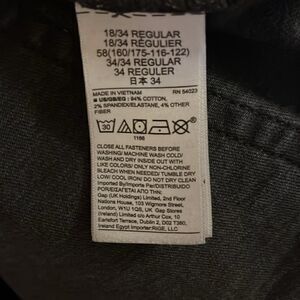 18/34 REGULAR
18/34 RÉGULIER
58(160/175-116-122)
34/34 REGULAR
34 REGULER
日本 34
MADE IN VIETNAM RN 54023
■ US/GB/EG : 94% COTTON,
2% SPANDEX/ELASTANE, 4% OTHER
FIBER
30
1166
CLOSE ALL FASTENERS BEFORE
WASHING/ MACHINE WASH COLD/
WASH AND DRY INSIDE OUT WITH
LIKE COLORS/ ONLY NON-CHLORINE
BLEACH WHEN NEEDED/ TUMBLE DRY
LOW/ COOL IRON/ DO NOT DRY CLEAN
Imported By/Importe Par/DISTRIBUIDO
Gap (UK Holdings) Limited, 2nd Floor
Nations House, 103 Wigmore Street,
London, W1U 1QS, UK Gap Stores
(Ireland) Limited c/o Arthur Cox, 10
Earlsfort Terrace, Dublin 2, D02 T380,
Ireland Egypt Importer:RIGE, LLC